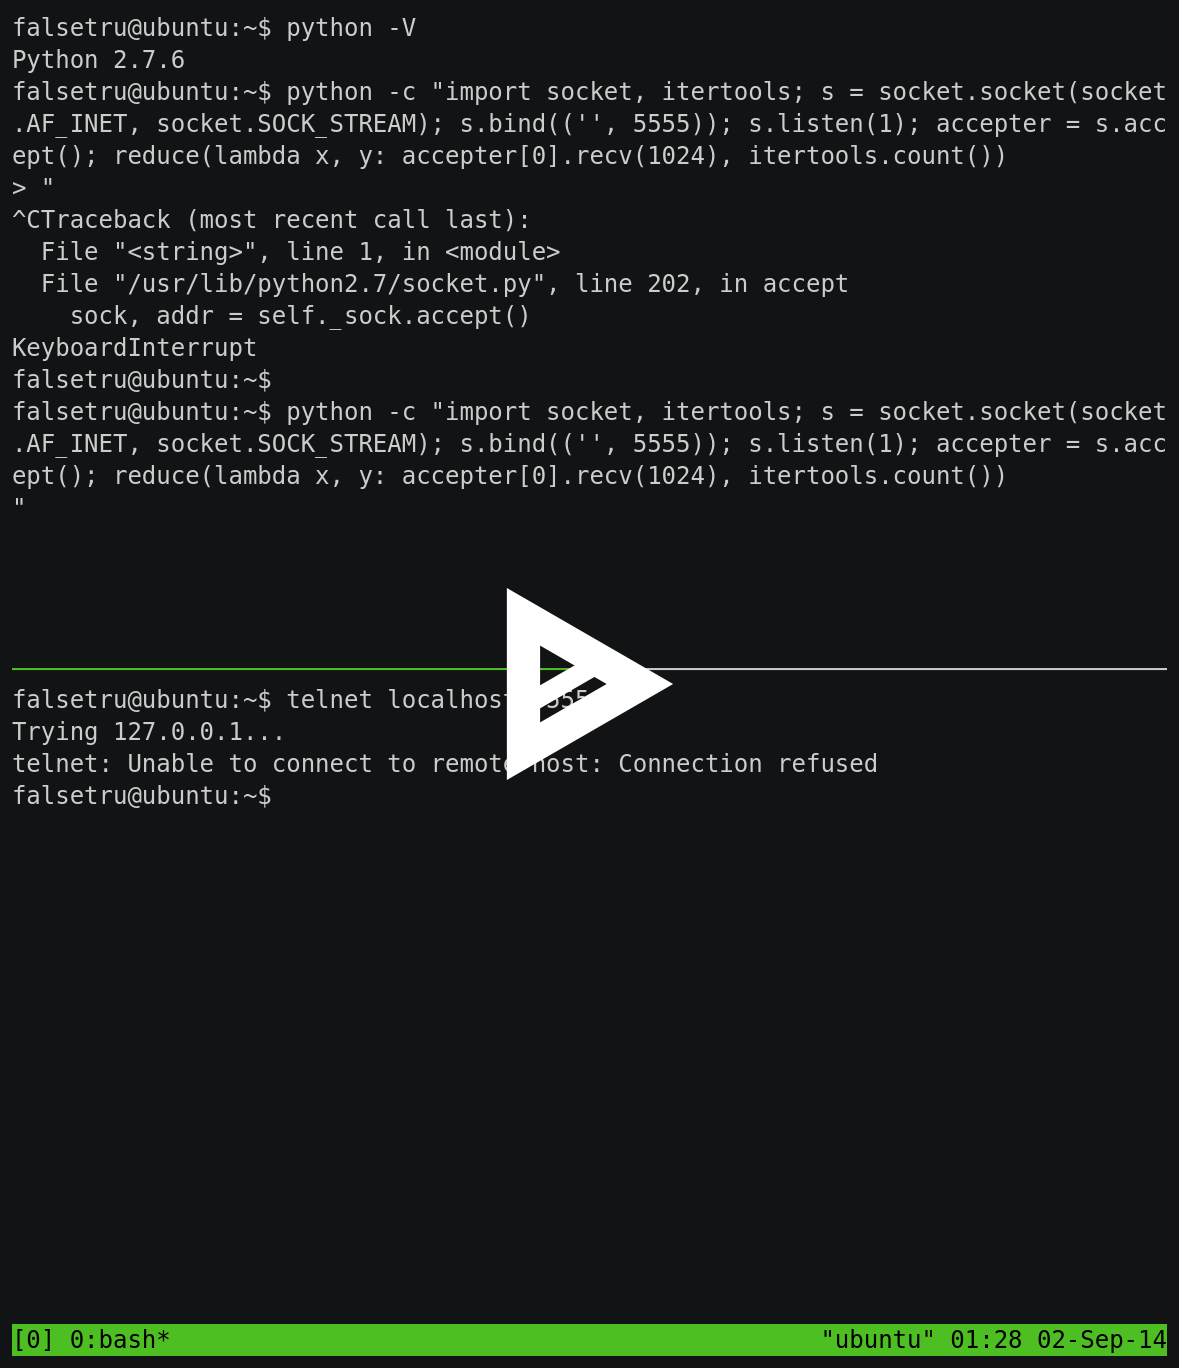 falsetru@ubuntu:~$ python -V
Python 2.7.6
falsetru@ubuntu:~$ python -c "import socket, itertools; s = socket.socket(socket
.AF_INET, socket.SOCK_STREAM); s.bind(('', 5555)); s.listen(1); accepter = s.acc
ept(); reduce(lambda x, y: accepter[0].recv(1024), itertools.count())
> "
^CTraceback (most recent call last):
  File "<string>", line 1, in <module>
  File "/usr/lib/python2.7/socket.py", line 202, in accept
    sock, addr = self._sock.accept()
KeyboardInterrupt
falsetru@ubuntu:~$
falsetru@ubuntu:~$ python -c "import socket, itertools; s = socket.socket(socket
.AF_INET, socket.SOCK_STREAM); s.bind(('', 5555)); s.listen(1); accepter = s.acc
ept(); reduce(lambda x, y: accepter[0].recv(1024), itertools.count())
"
falsetru@ubuntu:~$ telnet localhost
Trying 127.0.0.1...
telnet: Unable to connect to remote host: Connection refused
falsetru@ubuntu:~$
[0] 0:bash* "ubuntu" 01:28 02-Sep-14